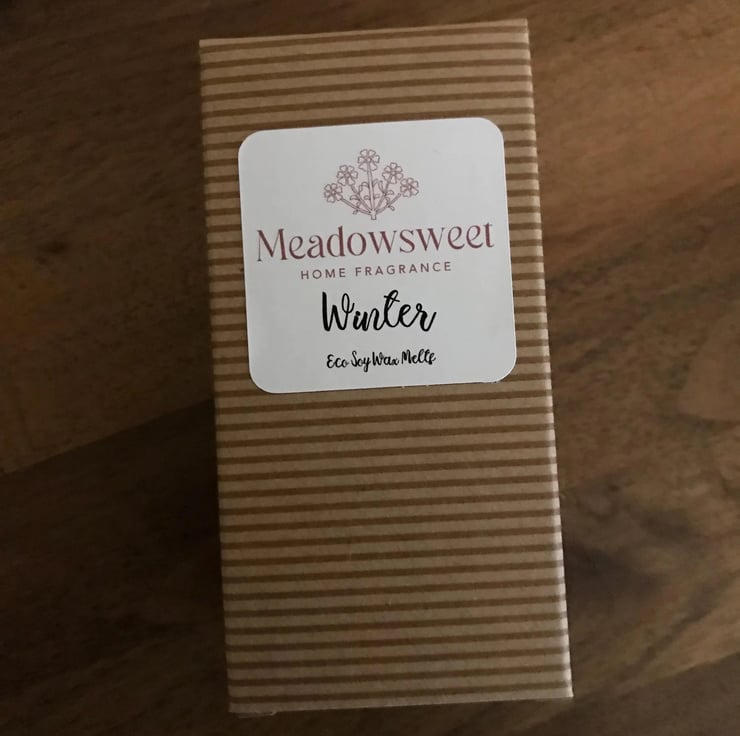 Meadowsweet
HOME FRAGRANCE
Winter
Eco Soy Wax Melts